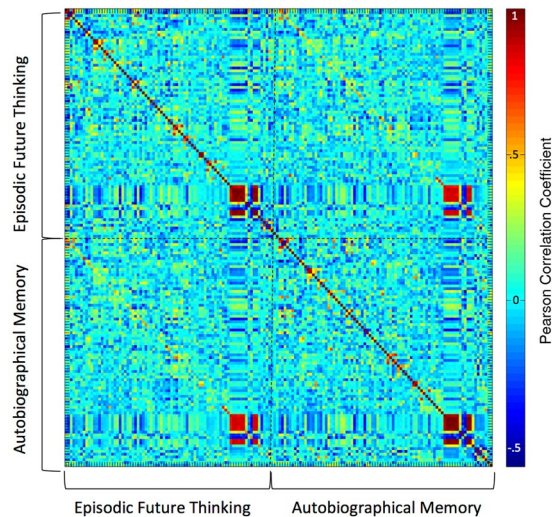 Episodic Future Thinking
Autobiographical Memory
1
.5
0
-.5
Pearson Correlation Coefficient
Episodic Future Thinking
Autobiographical Memory